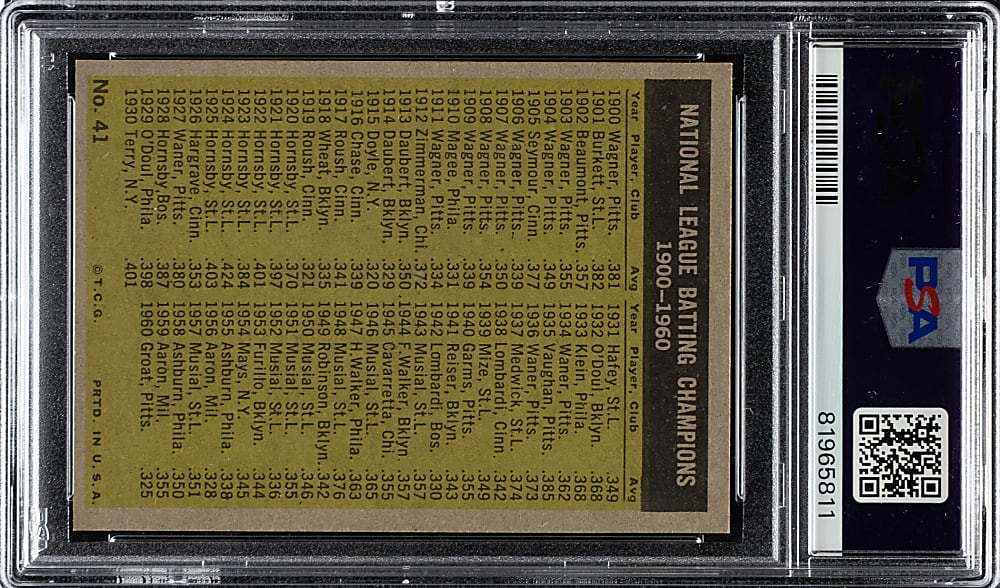 NATIONAL LEAGUE BATTING CHAMPIONS
1900–1960
Year Player, Club Avg
1900 Wagner, Pitts. .381
1901 Burkett, St.L. .382
1902 Beaumont, Pitts. .357
1903 Wagner, Pitts. .355
1904 Wagner, Pitts. .349
1905 Seymour, Cinn. .377
1906 Wagner, Pitts. .339
1907 Wagner, Pitts. .350
1908 Wagner, Pitts. .354
1909 Wagner, Pitts. .339
1910 Magee, Phila. .331
1911 Wagner, Pitts. .334
1912 Zimmerman, Chi. .372
1913 Daubert, Bklyn. .350
1914 Daubert, Bklyn. .329
1915 Doyle, N.Y. .320
1916 Chase, Cinn. .339
1917 Roush, Cinn. .341
1918 Wheat, Bklyn. .335
1919 Roush, Cinn. .321
1920 Hornsby, St.L. .370
1921 Hornsby, St.L. .397
1922 Hornsby, St.L. .401
1923 Hornsby, St.L. .384
1924 Hornsby, St.L. .424
1925 Hornsby, St.L. .403
1926 Hargrave, Cinn. .353
1927 Waner, Pitts. .380
1928 Hornsby, Bos. .387
1929 O'Doul, Phila. .398
1930 Terry, N.Y. .401
Year Player, Club Avg
1931 Hafey, St.L. .349
1932 O'Doul, Bklyn. .368
1933 Klein, Phila. .368
1934 Waner, Pitts. .362
1935 Vaughan, Pitts. .385
1936 Waner, Pitts. .373
1937 Medwick, St.L. .374
1938 Lombardi, Cinn. .342
1939 Mize, St.L. .349
1940 Garms, Pitts. .355
1941 Reiser, Bklyn. .343
1942 Lombardi, Bos. .330
1943 Musial, St.L. .357
1944 F.Walker, Bklyn .357
1945 Cavarretta, Chi. .355
1946 Musial, St.L. .365
1947 H.Walker, Phila. .363
1948 Musial, St.L. .376
1949 Robinson, Bklyn. .342
1950 Musial, St.L. .346
1951 Musial, St.L. .355
1952 Musial, St.L. .336
1953 Furillo, Bklyn. .344
1954 Mays, N.Y. .345
1955 Ashburn, Phila. .338
1956 Aaron, Mil. .328
1957 Musial, St.L. .351
1958 Ashburn, Phila. .350
1959 Aaron, Mil. .355
1960 Groat, Pitts. .325
No. 41 © T.C.G. PRTD. IN U.S.A.
PSA
81965811